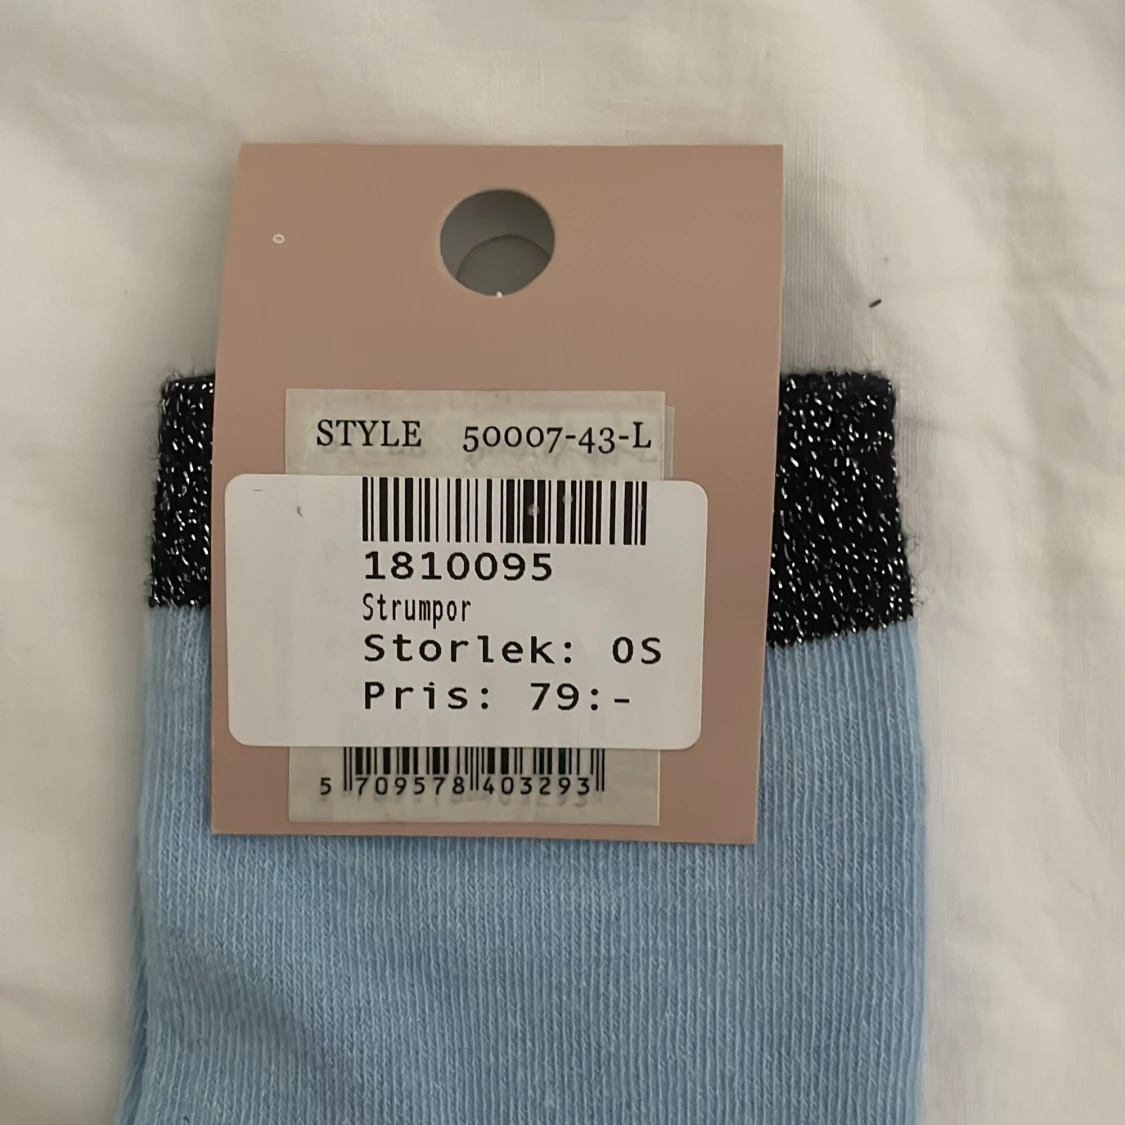 STYLE 50007-43-L
1810095
Strumpor
Storlek: OS
Pris: 79:-
5 709578 403293